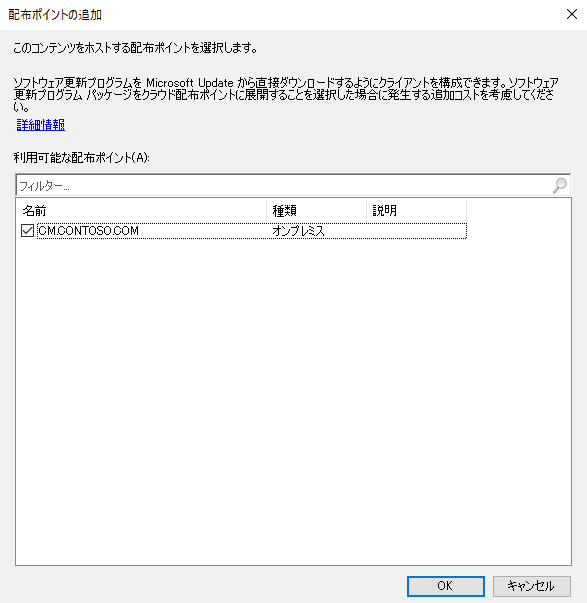 配布ポイントの追加
このコンテンツをホストする配布ポイントを選択します。
ソフトウェア更新プログラムを Microsoft Update から直接ダウンロードするようにクライアントを構成できます。ソフトウェア
更新プログラム パッケージをクラウド配布ポイントに展開することを選択した場合に発生する追加コストを考慮してくださ
い。
詳細情報
利用可能な配布ポイント(A):
フィルター...
名前 種類 説明
CM.CONTOSO.COM オンプレミス
OK キャンセル